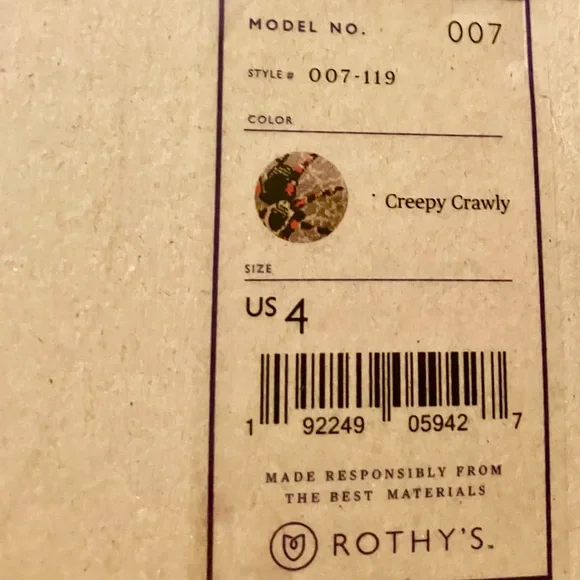 MODEL NO. 007
STYLE# 007-119
COLOR
Creepy Crawly
SIZE
US 4
1 92249 05942 7
MADE RESPONSIBLY FROM
THE BEST MATERIALS
ROTHY'S™